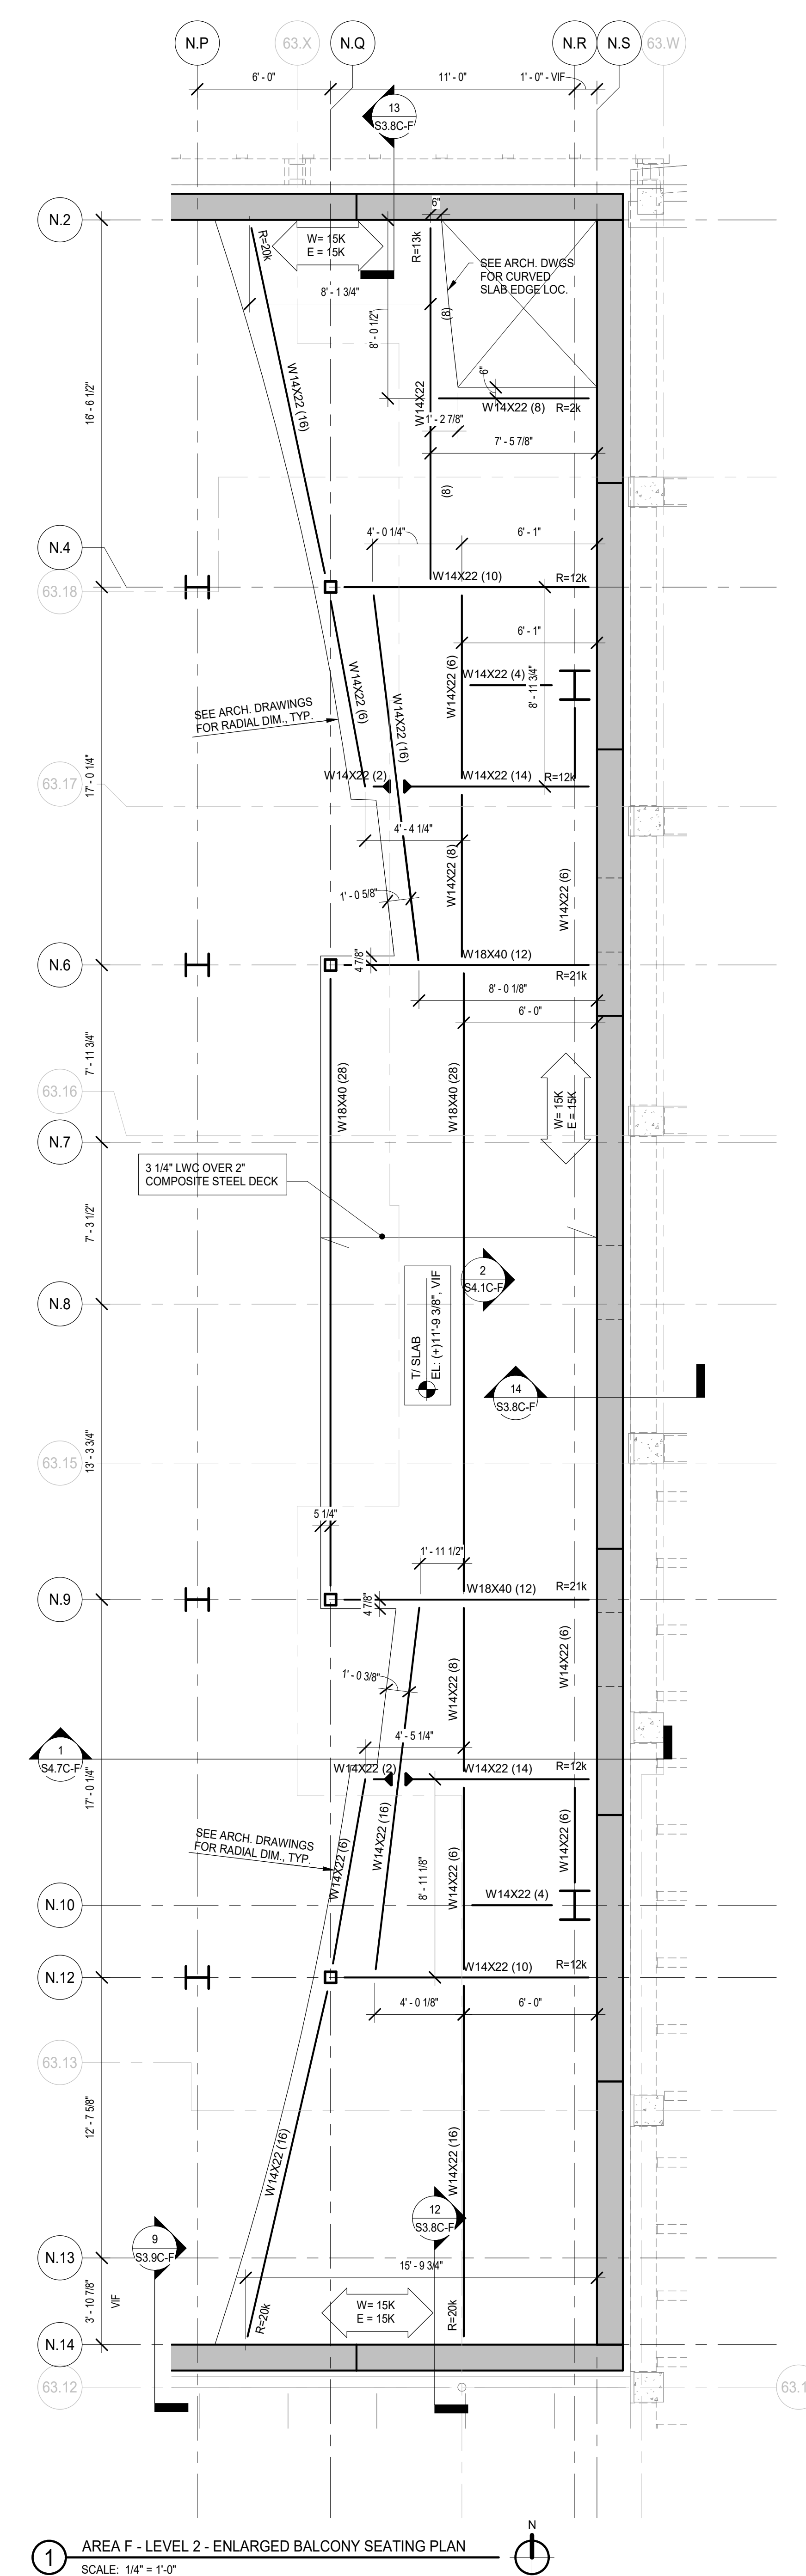 N.P
63.X
N.Q
N.R
N.S
63.W
6' - 0"
11' - 0"
1' - 0" - VIF
13
S3.8C-F
N.2
6"
R=20k
W= 15K
E = 15K
R=13k
SEE ARCH. DWGS
FOR CURVED
SLAB EDGE LOC.
8' - 1 3/4"
8' - 0 1/2"
(8)
W14X22 (16)
W14X22
6"
W14X22 (8)
R=2k
1' - 2 7/8"
7' - 5 7/8"
16' - 6 1/2"
(8)
4' - 0 1/4"
6' - 1"
N.4
W14X22 (10)
R=12k
63.18
6' - 1"
W14X22 (6)
W14X22 (16)
W14X22 (6)
W14X22 (4)
8' - 11 3/4"
SEE ARCH. DRAWINGS
FOR RADIAL DIM., TYP.
63.17
17' - 0 1/4"
W14X22 (2)
W14X22 (14)
R=12k
4' - 4 1/4"
W14X22 (8)
1' - 0 5/8"
W14X22 (6)
N.6
4 7/8"
W18X40 (12)
R=21k
8' - 0 1/8"
6' - 0"
7' - 11 3/4"
W18X40 (28)
W18X40 (28)
63.16
W= 15K
E = 15K
N.7
3 1/4" LWC OVER 2"
COMPOSITE STEEL DECK
7' - 3 1/2"
2
S4.1C-F
N.8
T/ SLAB
EL: (+)11'-9 3/8", VIF
14
S3.8C-F
63.15
13' - 3 3/4"
5 1/4"
1' - 11 1/2"
N.9
4 7/8"
W18X40 (12)
R=21k
W14X22 (8)
W14X22 (6)
1' - 0 3/8"
4' - 5 1/4"
1
S4.7C-F
W14X22 (2)
W14X22 (14)
R=12k
17' - 0 1/4"
SEE ARCH. DRAWINGS
FOR RADIAL DIM., TYP.
W14X22 (6)
W14X22 (16)
8' - 11 1/8"
W14X22 (6)
W14X22 (6)
W14X22 (4)
N.10
N.12
W14X22 (10)
R=12k
4' - 0 1/8"
6' - 0"
63.13
12' - 7 5/8"
W14X22 (16)
W14X22 (16)
9
S3.9C-F
12
S3.8C-F
N.13
15' - 9 3/4"
3' - 10 7/8"
VIF
R=20k
W= 15K
E = 15K
R=20k
N.14
63.12
63.1
1
AREA F - LEVEL 2 - ENLARGED BALCONY SEATING PLAN
SCALE: 1/4" = 1'-0"
N